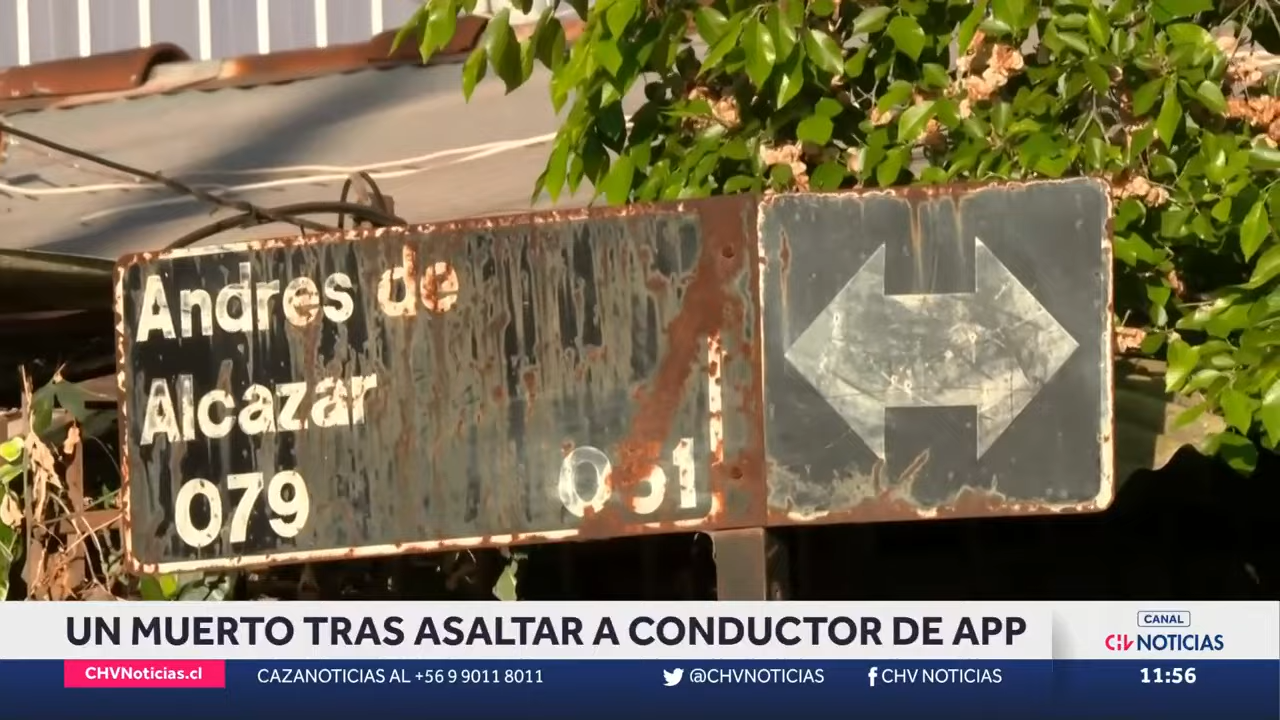 Andres de
Alcazar
079 061
UN MUERTO TRAS ASALTAR A CONDUCTOR DE APP
CANAL
CHV NOTICIAS
CHVNoticias.cl
CAZANOTICIAS AL +56 9 9011 8011
@CHVNOTICIAS
CHV NOTICIAS
11:56